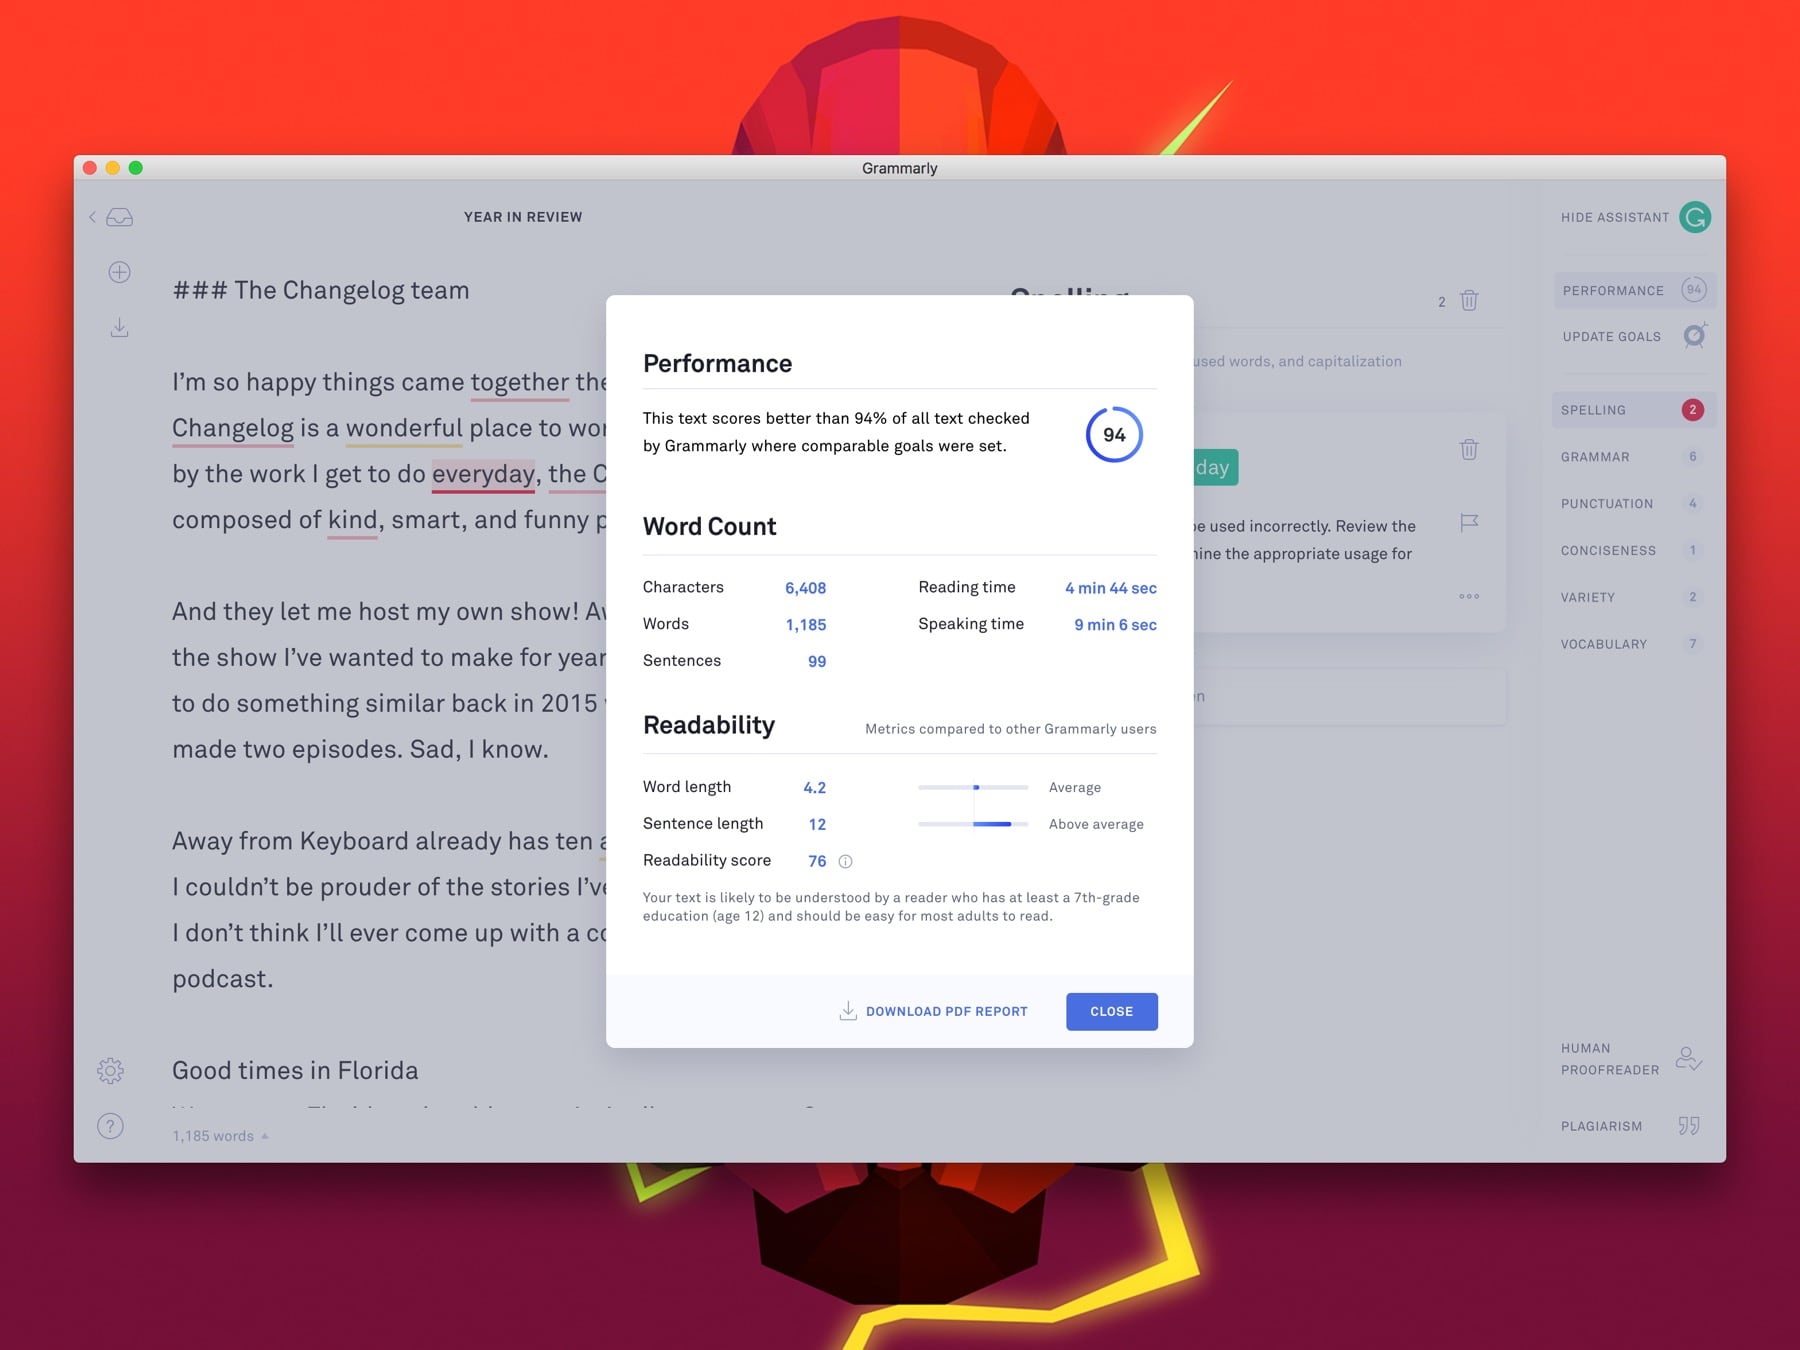 Grammarly
YEAR IN REVIEW
HIDE ASSISTANT
### The Changelog team
I’m so happy things came together the
Changelog is a wonderful place to wor
by the work I get to do everyday, the C
composed of kind, smart, and funny p
And they let me host my own show! Aw
the show I’ve wanted to make for year
to do something similar back in 2015
made two episodes. Sad, I know.
Away from Keyboard already has ten
I couldn’t be prouder of the stories I’ve
I don’t think I’ll ever come up with a co
podcast.
Good times in Florida
1,185 words
Spelling
2
used words, and capitalization
day
be used incorrectly. Review the
mine the appropriate usage for
en
Performance
This text scores better than 94% of all text checked
by Grammarly where comparable goals were set.
94
Word Count
Characters 6,408
Reading time 4 min 44 sec
Words 1,185
Speaking time 9 min 6 sec
Sentences 99
Readability
Metrics compared to other Grammarly users
Word length 4.2 Average
Sentence length 12 Above average
Readability score 76
Your text is likely to be understood by a reader who has at least a 7th-grade
education (age 12) and should be easy for most adults to read.
DOWNLOAD PDF REPORT
CLOSE
PERFORMANCE 94
UPDATE GOALS
SPELLING 2
GRAMMAR 6
PUNCTUATION 4
CONCISENESS 1
VARIETY 2
VOCABULARY 7
HUMAN
PROOFREADER
PLAGIARISM